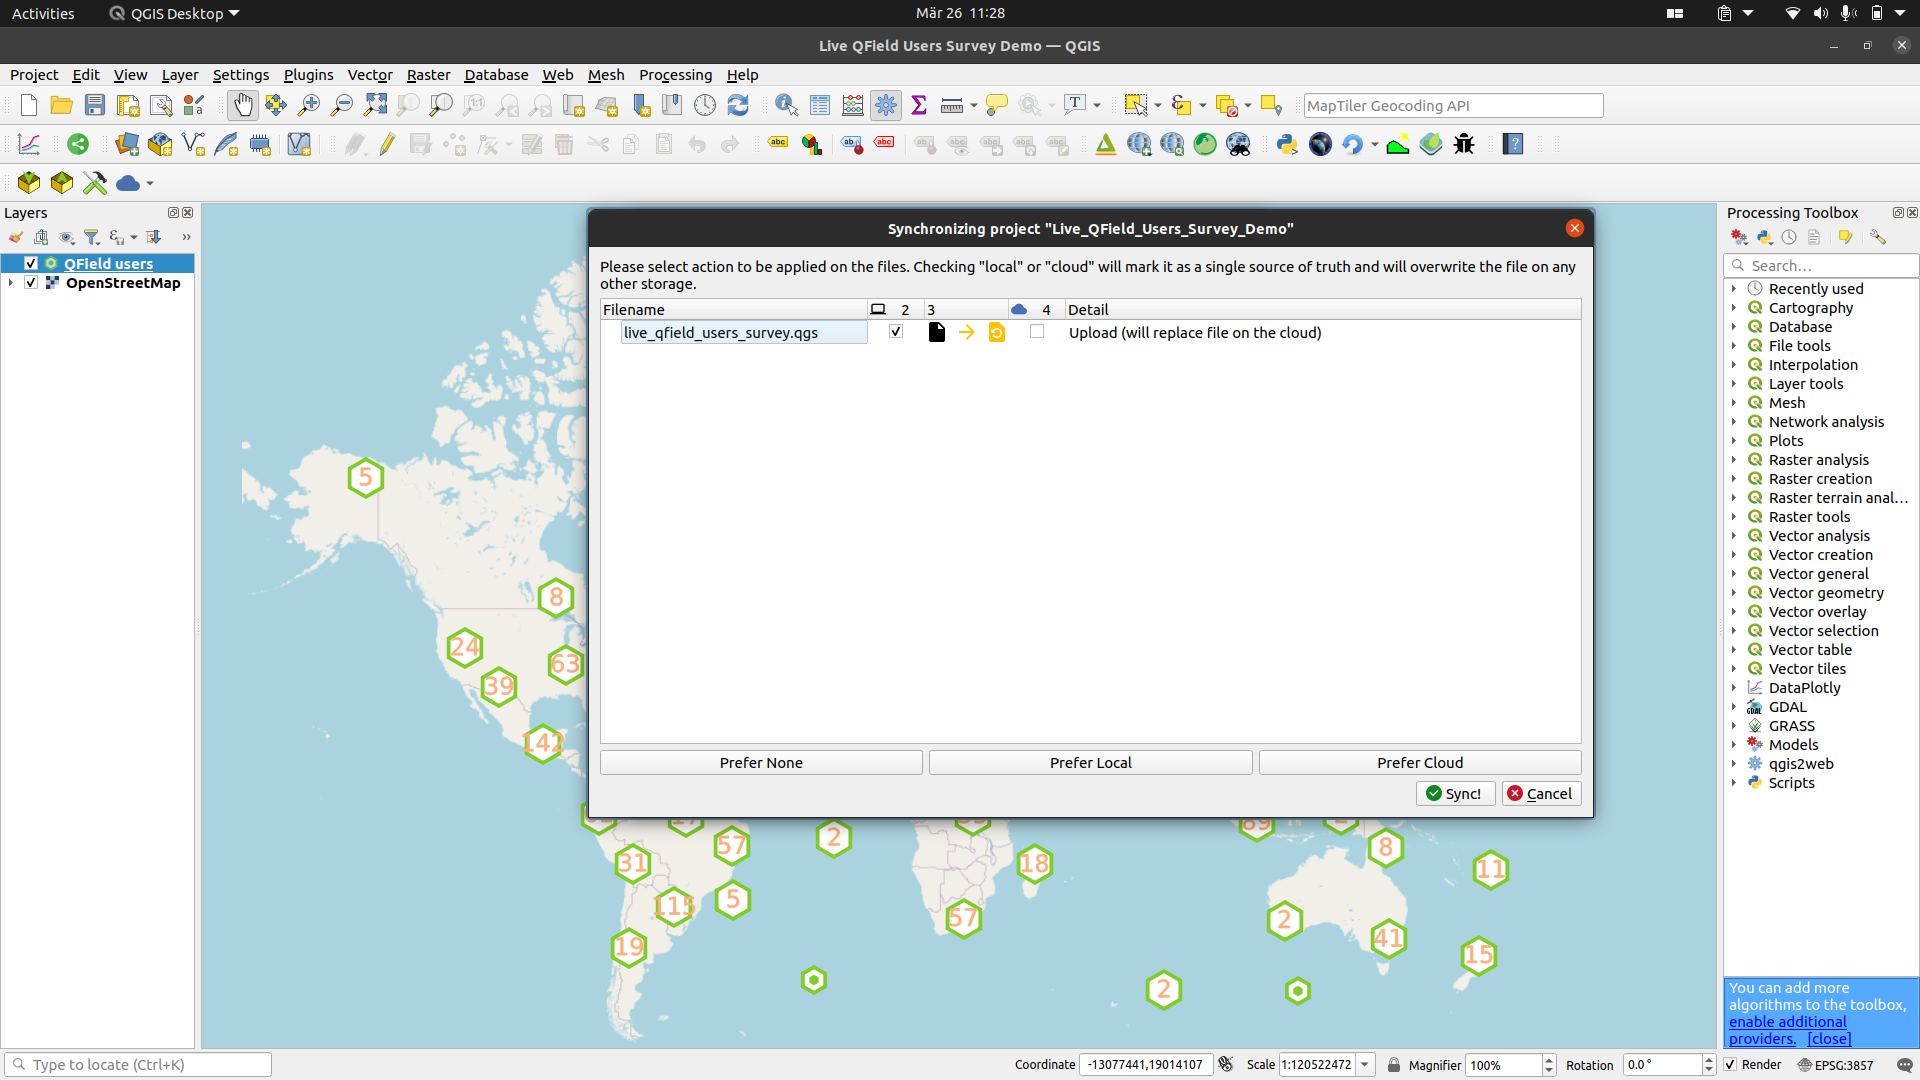 Activities QGIS Desktop Mär 26 11:28
Live QField Users Survey Demo — QGIS
Project Edit View Layer Settings Plugins Vector Raster Database Web Mesh Processing Help
MapTiler Geocoding API
Layers
QField users
OpenStreetMap
Synchronizing project "Live_QField_Users_Survey_Demo"
Please select action to be applied on the files. Checking "local" or "cloud" will mark it as a single source of truth and will overwrite the file on any
other storage.
Filename 2 3 4 Detail
live_qfield_users_survey.qgs Upload (will replace file on the cloud)
Prefer None Prefer Local Prefer Cloud
Sync! Cancel
5
8
24
63
39
142
57
2
31
18
8
11
115
5
57
2
41
19
15
2
Processing Toolbox
Search...
Recently used
Cartography
Database
File tools
Interpolation
Layer tools
Mesh
Network analysis
Plots
Raster analysis
Raster creation
Raster terrain anal...
Raster tools
Vector analysis
Vector creation
Vector general
Vector geometry
Vector overlay
Vector selection
Vector table
Vector tiles
DataPlotly
GDAL
GRASS
Models
qgis2web
Scripts
You can add more
algorithms to the toolbox,
enable additional
providers. [close]
Type to locate (Ctrl+K) Coordinate -13077441,19014107 Scale 1:120522472 Magnifier 100% Rotation 0.0 ° Render EPSG:3857